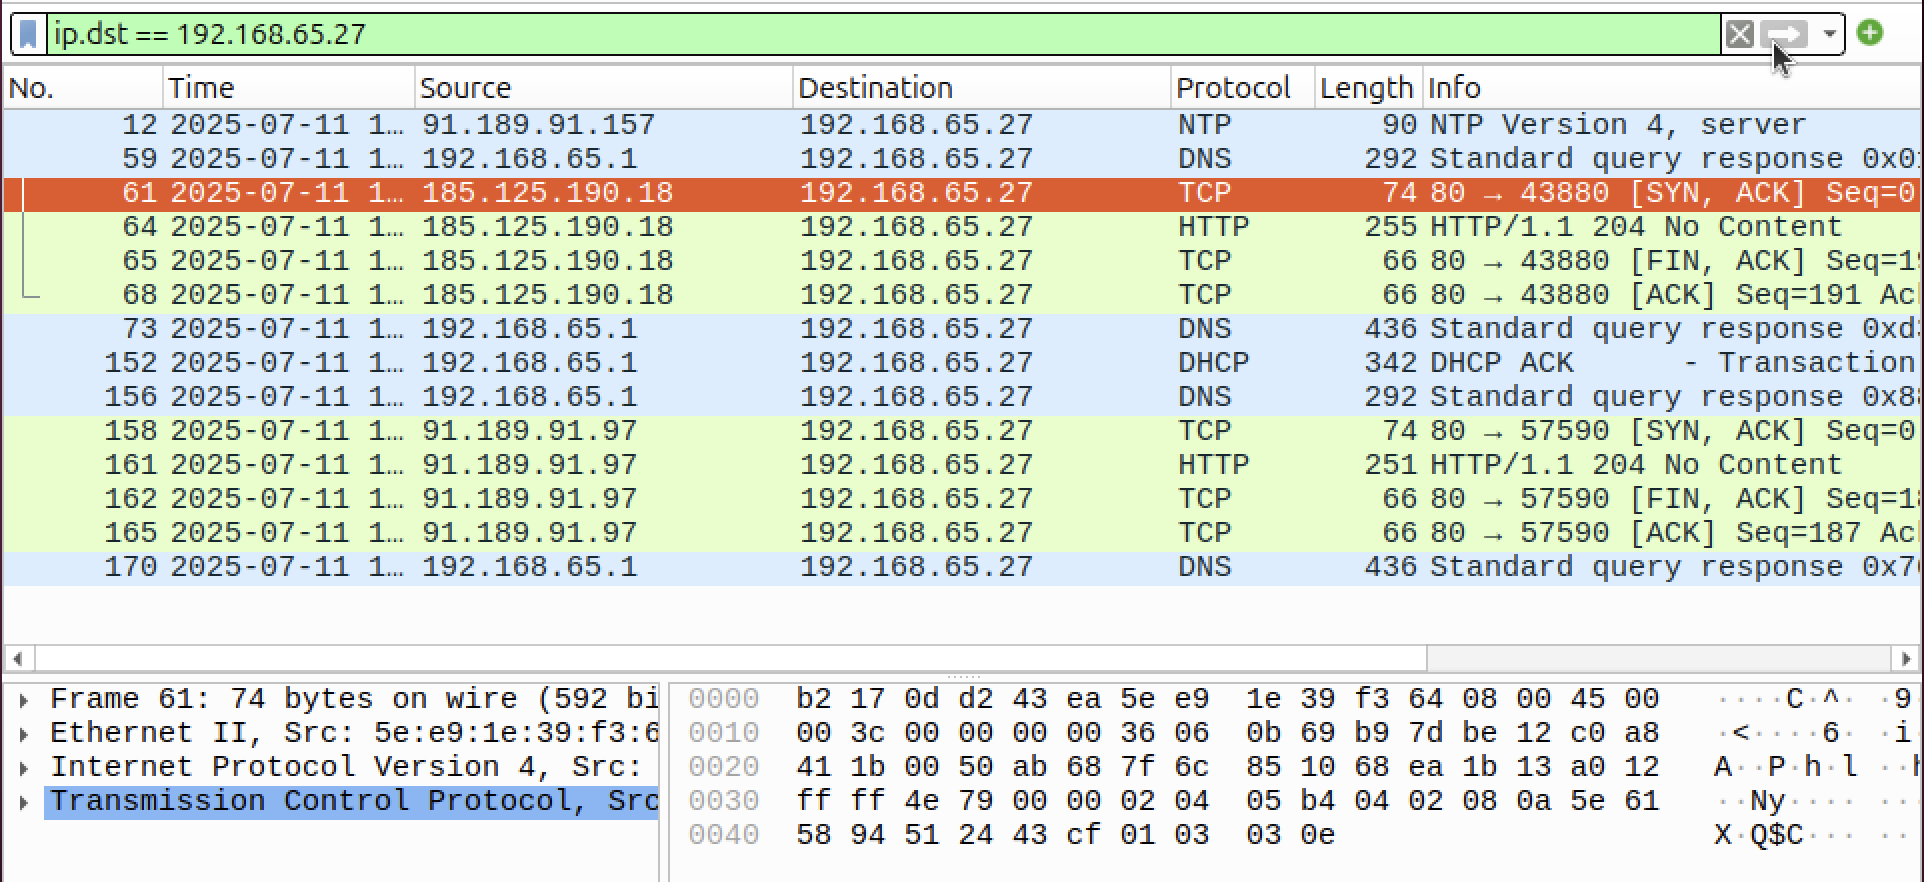 ip.dst == 192.168.65.27
No. Time Source Destination Protocol Length Info
12 2025-07-11 1… 91.189.91.157 192.168.65.27 NTP 90 NTP Version 4, server
59 2025-07-11 1… 192.168.65.1 192.168.65.27 DNS 292 Standard query response 0x0
61 2025-07-11 1… 185.125.190.18 192.168.65.27 TCP 74 80 → 43880 [SYN, ACK] Seq=0
64 2025-07-11 1… 185.125.190.18 192.168.65.27 HTTP 255 HTTP/1.1 204 No Content
65 2025-07-11 1… 185.125.190.18 192.168.65.27 TCP 66 80 → 43880 [FIN, ACK] Seq=1
68 2025-07-11 1… 185.125.190.18 192.168.65.27 TCP 66 80 → 43880 [ACK] Seq=191 Ac
73 2025-07-11 1… 192.168.65.1 192.168.65.27 DNS 436 Standard query response 0xd
152 2025-07-11 1… 192.168.65.1 192.168.65.27 DHCP 342 DHCP ACK - Transaction
156 2025-07-11 1… 192.168.65.1 192.168.65.27 DNS 292 Standard query response 0x8
158 2025-07-11 1… 91.189.91.97 192.168.65.27 TCP 74 80 → 57590 [SYN, ACK] Seq=0
161 2025-07-11 1… 91.189.91.97 192.168.65.27 HTTP 251 HTTP/1.1 204 No Content
162 2025-07-11 1… 91.189.91.97 192.168.65.27 TCP 66 80 → 57590 [FIN, ACK] Seq=1
165 2025-07-11 1… 91.189.91.97 192.168.65.27 TCP 66 80 → 57590 [ACK] Seq=187 Ac
170 2025-07-11 1… 192.168.65.1 192.168.65.27 DNS 436 Standard query response 0x7
Frame 61: 74 bytes on wire (592 bi
Ethernet II, Src: 5e:e9:1e:39:f3:6
Internet Protocol Version 4, Src:
Transmission Control Protocol, Src
0000 b2 17 0d d2 43 ea 5e e9 1e 39 f3 64 08 00 45 00 ····C·^· ·9
0010 00 3c 00 00 00 00 36 06 0b 69 b9 7d be 12 c0 a8 ·<····6· ·i
0020 41 1b 00 50 ab 68 7f 6c 85 10 68 ea 1b 13 a0 12 A··P·h·l ··h
0030 ff ff 4e 79 00 00 02 04 05 b4 04 02 08 0a 5e 61 ··Ny···· ···
0040 58 94 51 24 43 cf 01 03 03 0e X·Q$C··· ··